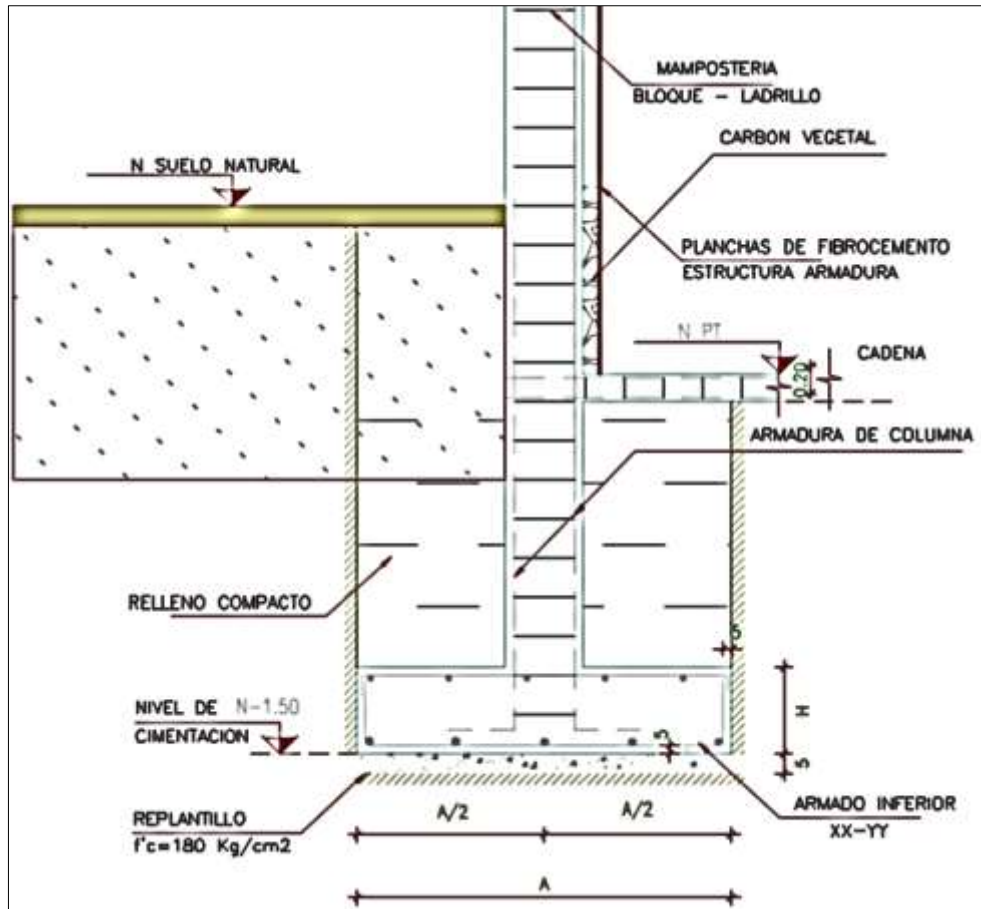 MAMPOSTERIA
BLOQUE - LADRILLO
CARBON VEGETAL
N SUELO NATURAL
PLANCHAS DE FIBROCEMENTO
ESTRUCTURA ARMADURA
N PT
CADENA
0.20
ARMADURA DE COLUMNA
RELLENO COMPACTO
5
NIVEL DE N-1.50
CIMENTACION
H
5
5
REPLANTILLO
f'c=180 Kg/cm2
A/2
A/2
ARMADO INFERIOR
XX-YY
A